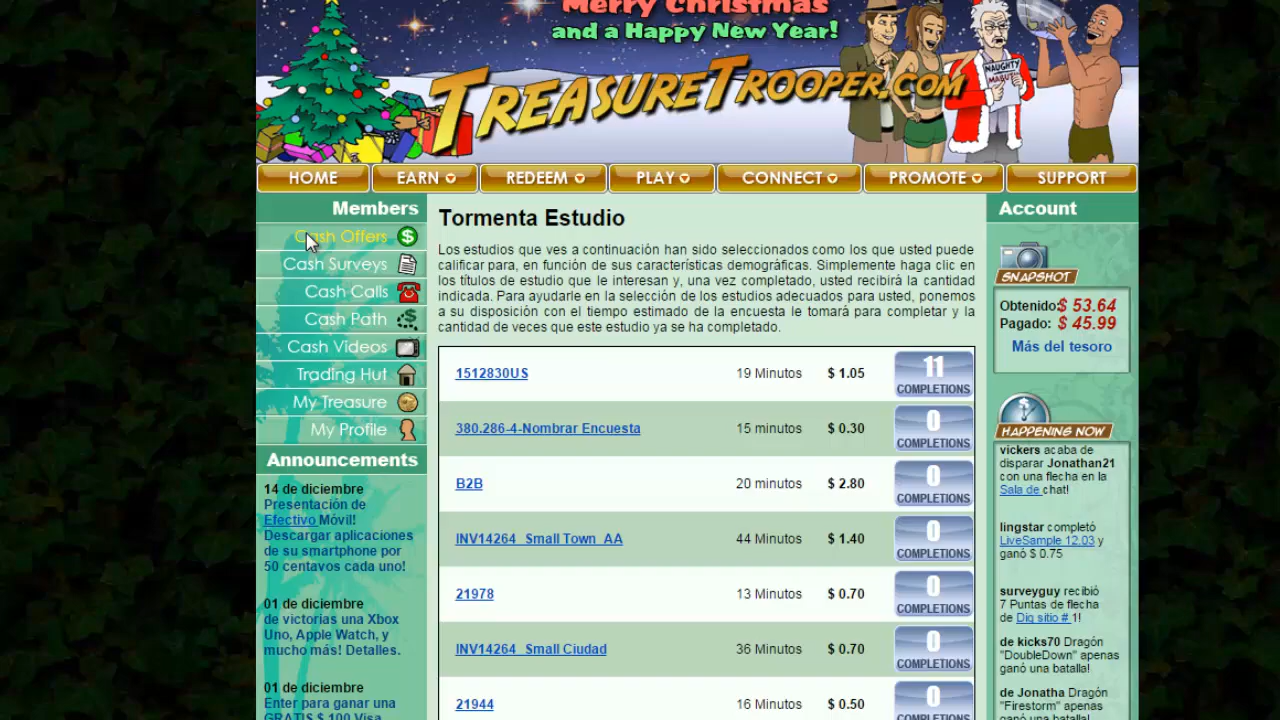 Merry Christmas
and a Happy New Year!
NAUGHTY
TREASURETROOPER.COM
HOME
EARN
REDEEM
PLAY
CONNECT
PROMOTE
SUPPORT
Members
Cash Offers
Cash Surveys
Cash Calls
Cash Path
Cash Videos
Trading Hut
My Treasure
My Profile
Announcements
14 de diciembre
Presentación de
Efectivo Móvil!
Descargar aplicaciones
de su smartphone por
50 centavos cada uno!
01 de diciembre
de victorias una Xbox
Uno, Apple Watch, y
mucho más! Detalles.
01 de diciembre
Enter para ganar una
GRATIS $ 100 Visa
Tormenta Estudio
Los estudios que ves a continuación han sido seleccionados como los que usted puede
calificar para, en función de sus características demográficas. Simplemente haga clic en
los títulos de estudio que le interesan y, una vez completado, usted recibirá la cantidad
indicada. Para ayudarle en la selección de los estudios adecuados para usted, ponemos
a su disposición con el tiempo estimado de la encuesta le tomará para completar y la
cantidad de veces que este estudio ya se ha completado.
1512830US 19 Minutos $ 1.05 11 COMPLETIONS
380.286-4-Nombrar Encuesta 15 minutos $ 0.30 0 COMPLETIONS
B2B 20 minutos $ 2.80 0 COMPLETIONS
INV14264_Small Town_AA 44 Minutos $ 1.40 0 COMPLETIONS
21978 13 Minutos $ 0.70 0 COMPLETIONS
INV14264_Small Ciudad 36 Minutos $ 0.70 0 COMPLETIONS
21944 16 Minutos $ 0.50 0 COMPLETIONS
Account
SNAPSHOT
Obtenido: $ 53.64
Pagado: $ 45.99
Más del tesoro
HAPPENING NOW
vickers acaba de
disparar Jonathan21
con una flecha en la
Sala de chat!
lingstar completó
LiveSample 12.03 y
ganó $ 0.75
surveyguy recibió
7 Puntas de flecha
de Dig sitio # 1!
de kicks70 Dragón
"DoubleDown" apenas
ganó una batalla!
de Jonatha Dragón
"Firestorm" apenas
ganó una batalla!